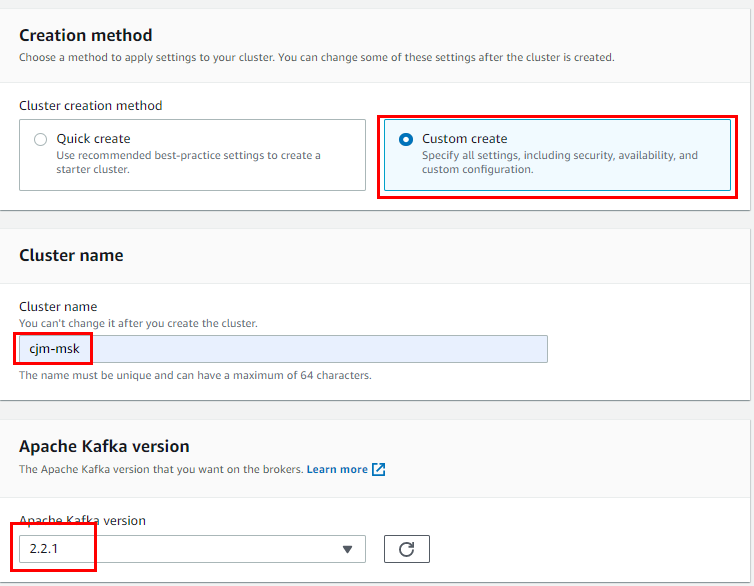 Creation method
Choose a method to apply settings to your cluster. You can change some of these settings after the cluster is created.
Cluster creation method
Quick create
Use recommended best-practice settings to create a
starter cluster.
Custom create
Specify all settings, including security, availability, and
custom configuration.
Cluster name
Cluster name
You can't change it after you create the cluster.
cjm-msk
The name must be unique and can have a maximum of 64 characters.
Apache Kafka version
The Apache Kafka version that you want on the brokers. Learn more
Apache Kafka version
2.2.1